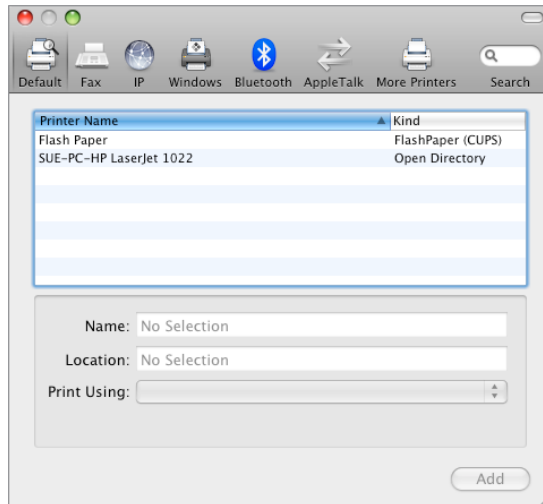 Default Fax IP Windows Bluetooth AppleTalk More Printers Search
Printer Name Kind
Flash Paper FlashPaper (CUPS)
SUE-PC-HP LaserJet 1022 Open Directory
Name: No Selection
Location: No Selection
Print Using:
Add